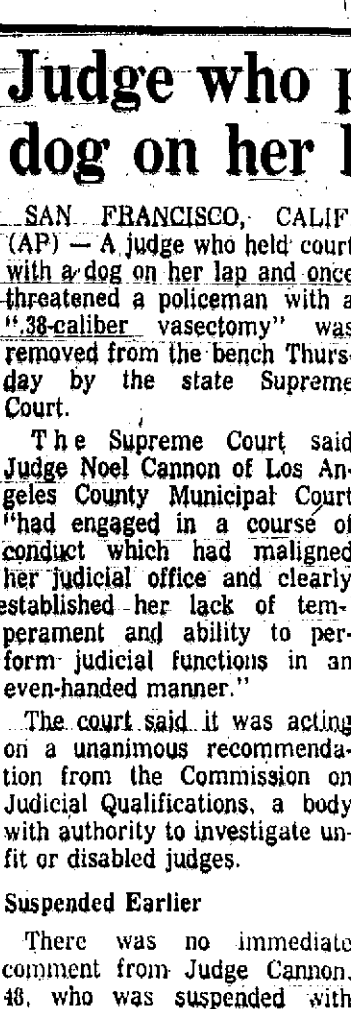 Judge who p
dog on her l
SAN FRANCISCO, CALIF
(AP) — A judge who held court
with a dog on her lap and once
threatened a policeman with a
".38-caliber vasectomy" was
removed from the bench Thurs-
day by the state Supreme
Court.
The Supreme Court said
Judge Noel Cannon of Los An-
geles County Municipal Court
"had engaged in a course of
conduct which had maligned
her judicial office and clearly
established her lack of tem-
perament and ability to per-
form judicial functions in an
even-handed manner."
The court said it was acting
on a unanimous recommenda-
tion from the Commission on
Judicial Qualifications, a body
with authority to investigate un-
fit or disabled judges.
Suspended Earlier
There was no immediate
comment from Judge Cannon,
48, who was suspended with